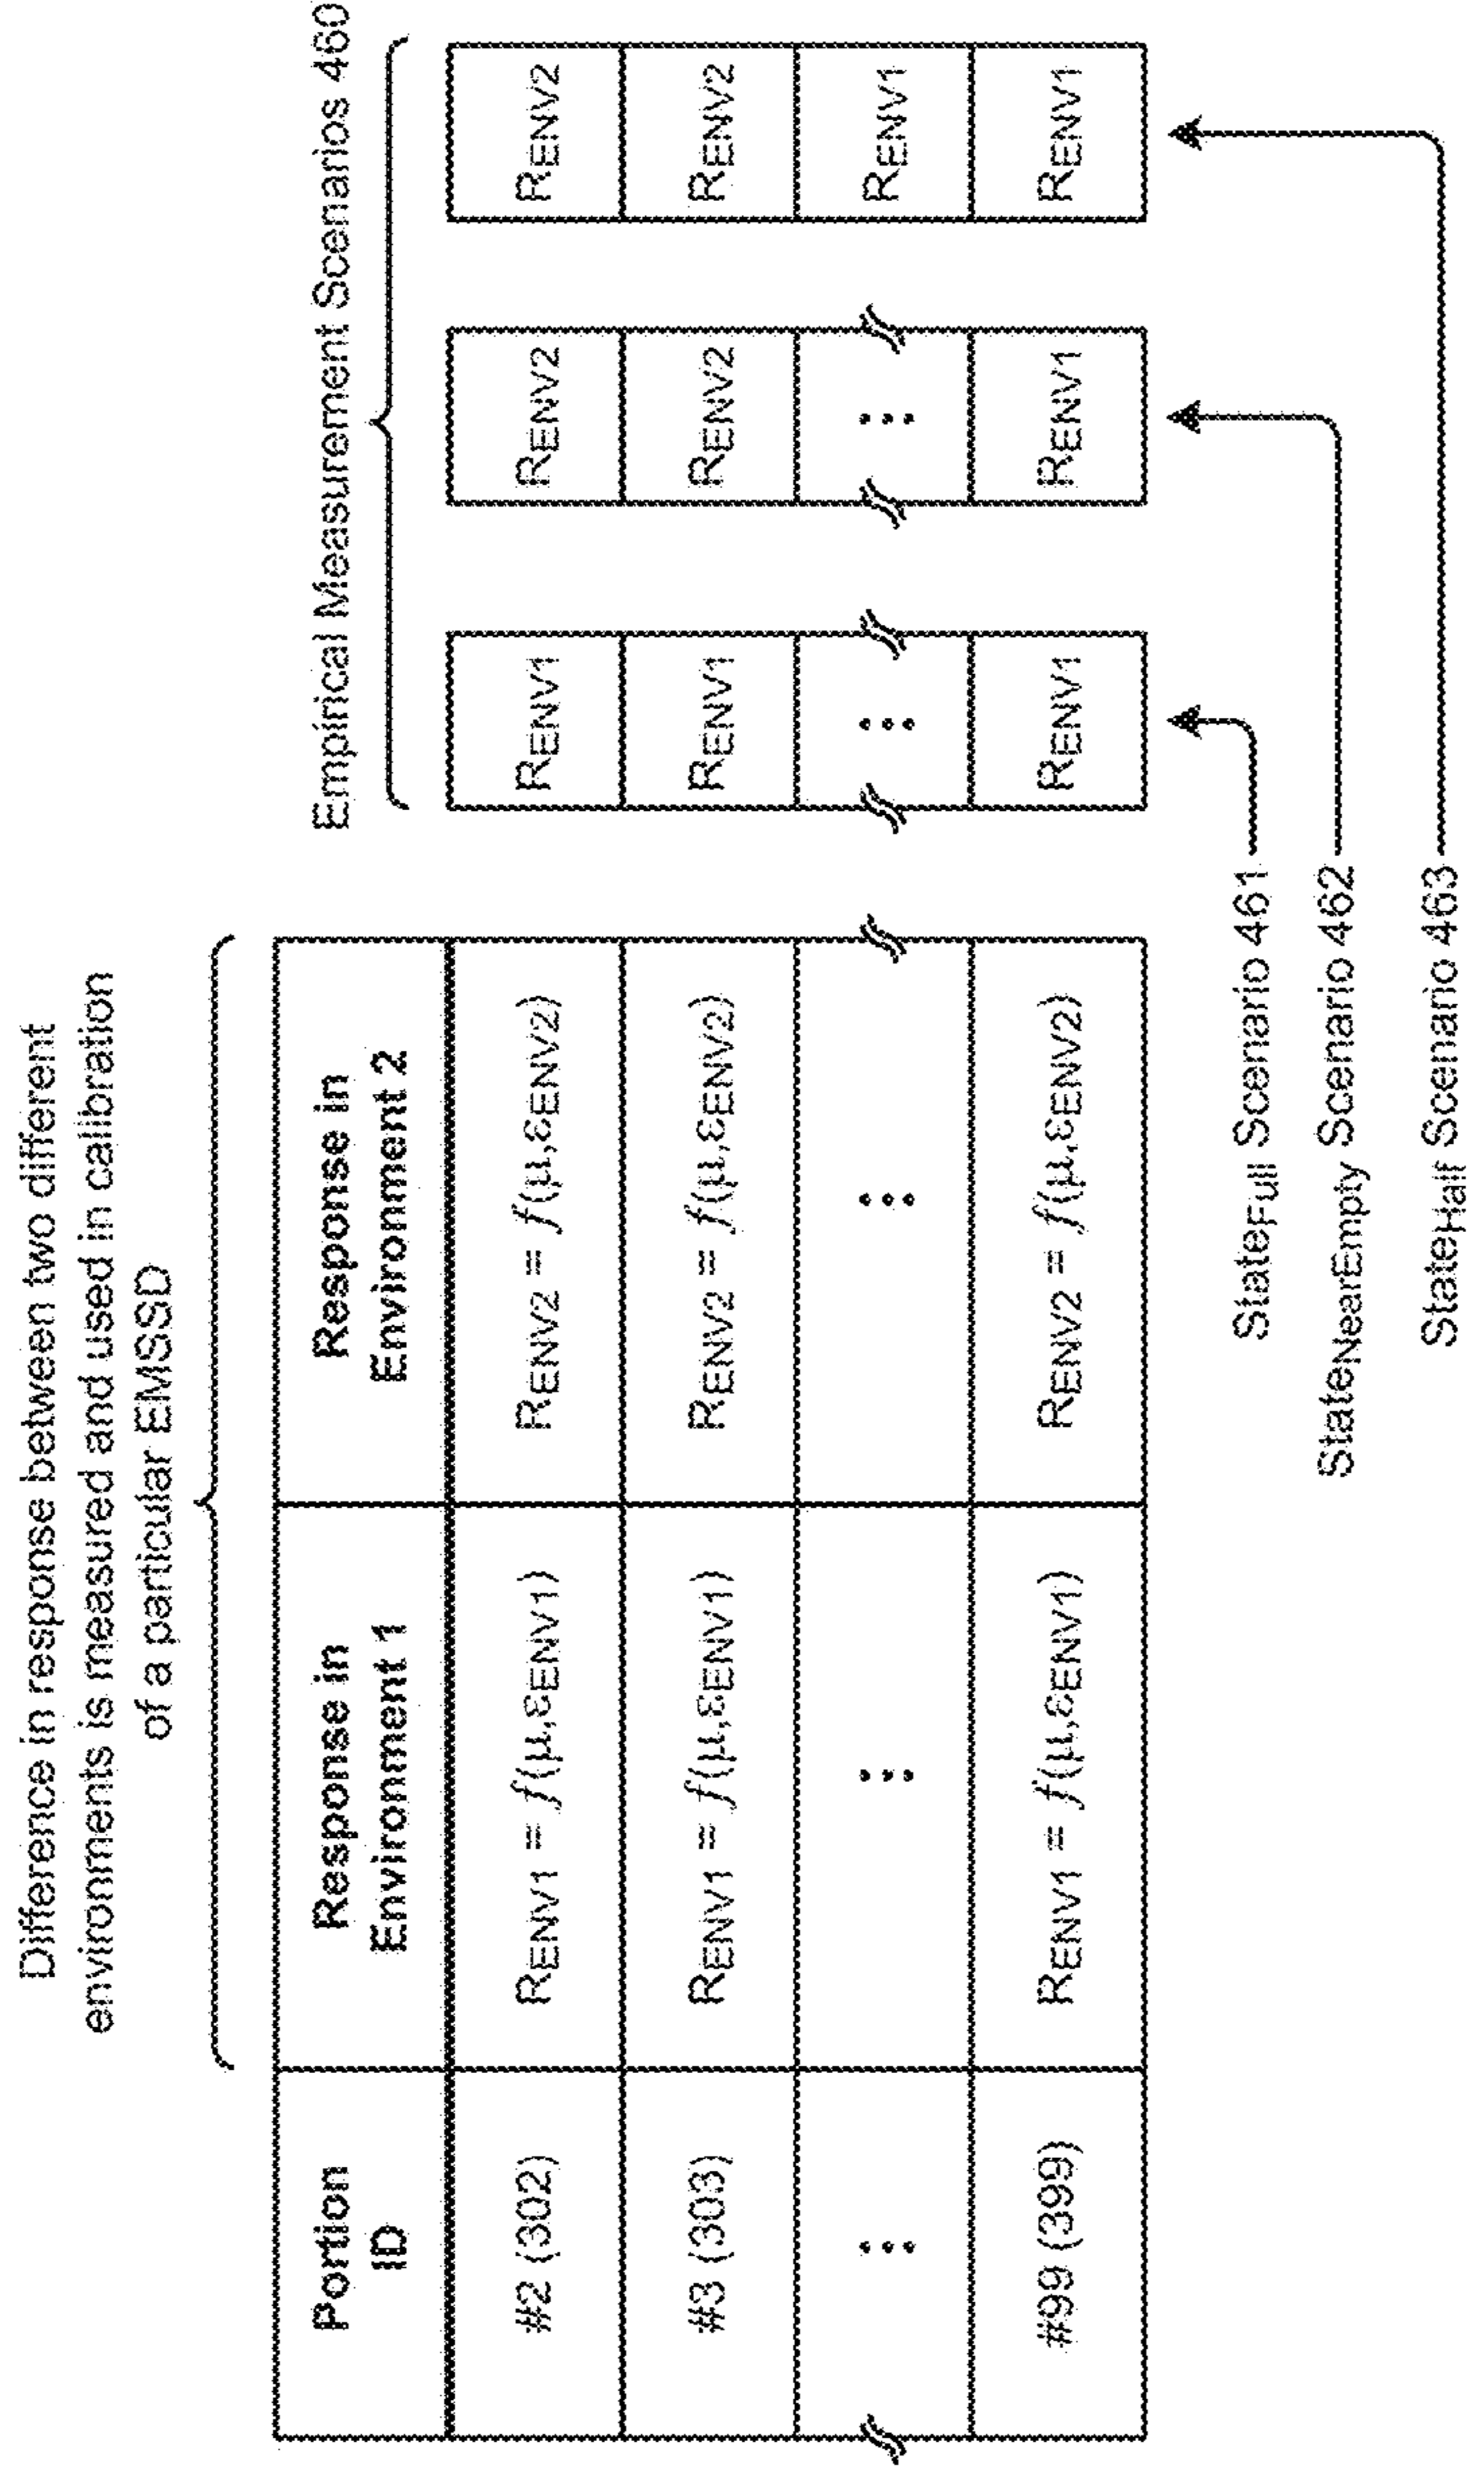 Difference in response between two different
environments is measured and used in calibration
of a particular EMSSD
Empirical Measurement Scenarios 460
Portion
ID
Response in
Environment 1
Response in
Environment 2
#2 (302)
RENV1 = f(μ,εENV1)
RENV2 = f(μ,εENV2)
RENV1
RENV2
RENV2
#3 (303)
RENV1 = f(μ,εENV1)
RENV2 = f(μ,εENV2)
RENV1
RENV2
RENV2
⋮
⋮
⋮
⋮
⋮
RENV1
#99 (399)
RENV1 = f(μ,εENV1)
RENV2 = f(μ,εENV2)
RENV1
RENV1
RENV1
StateFull Scenario 461
StateNearEmpty Scenario 462
StateHalf Scenario 463